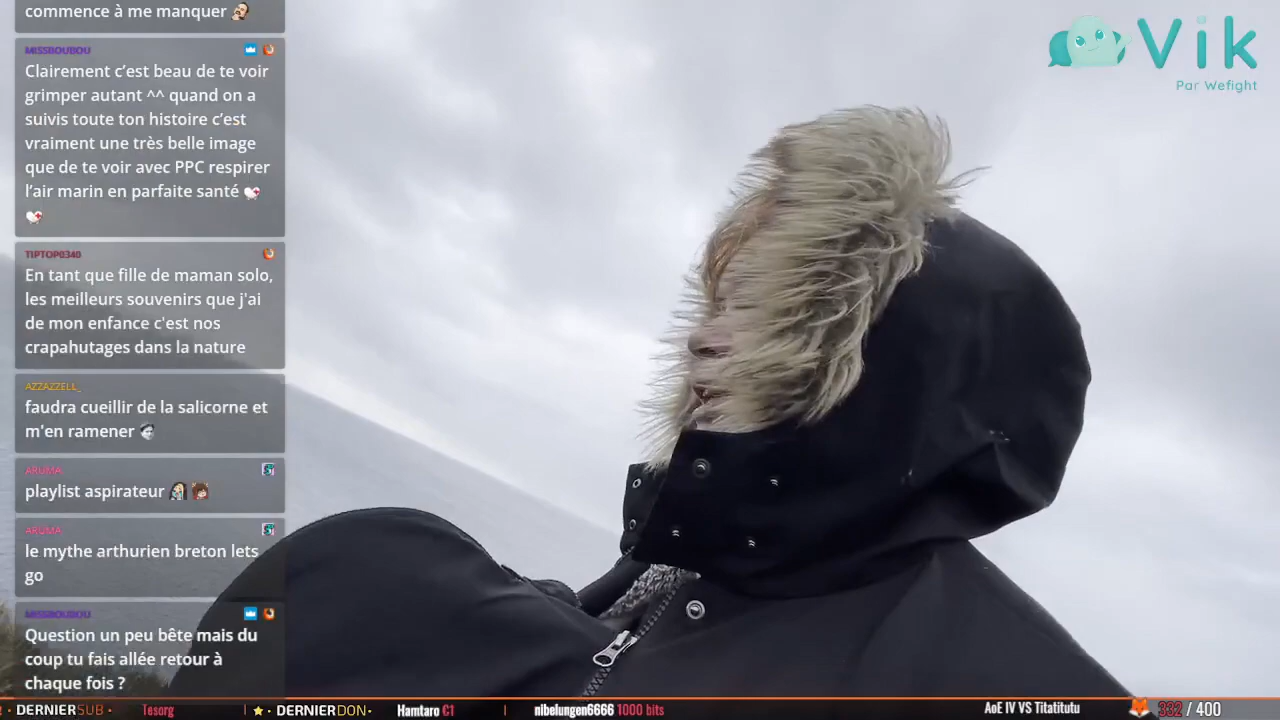 commence à me manquer
MISSBOUBOU
Clairement c’est beau de te voir
grimper autant ^^ quand on a
suivis toute ton histoire c’est
vraiment une très belle image
que de te voir avec PPC respirer
l’air marin en parfaite santé
TIPTOP0340
En tant que fille de maman solo,
les meilleurs souvenirs que j'ai
de mon enfance c'est nos
crapahutages dans la nature
AZZAZZELL_
faudra cueillir de la salicorne et
m'en ramener
ARUMA
playlist aspirateur
ARUMA
le mythe arthurien breton lets
go
MISSBOUBOU
Question un peu bête mais du
coup tu fais allée retour à
chaque fois ?
Vik
Par Wefight
• DERNIERSUB • Tesorg | ★ • DERNIERDON • Hamtaro €1 | nibelungen6666 1000 bits AoE IV VS Titatitutu 332 / 400